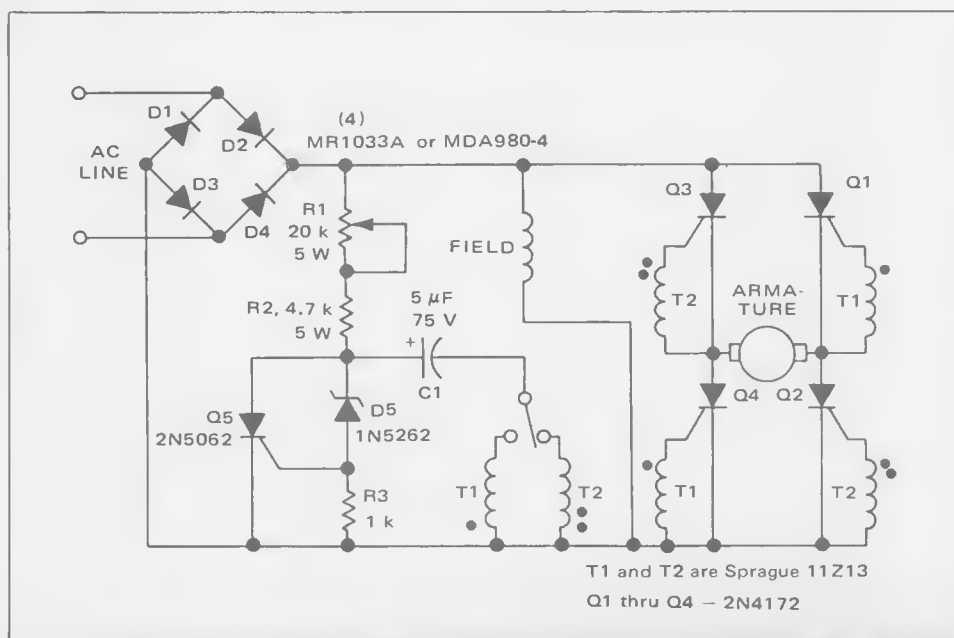 D1
D2
AC
LINE
D3
D4
(4)
MR1033A or MDA980-4
R1
20 k
5 W
R2, 4.7 k
5 W
5 μF
75 V
+
C1
FIELD
Q3
Q1
T2
ARMA-
TURE
T1
Q4
Q2
Q5
2N5062
D5
1N5262
R3
1 k
T1
T2
T1
T2
T1 and T2 are Sprague 11Z13
Q1 thru Q4 – 2N4172